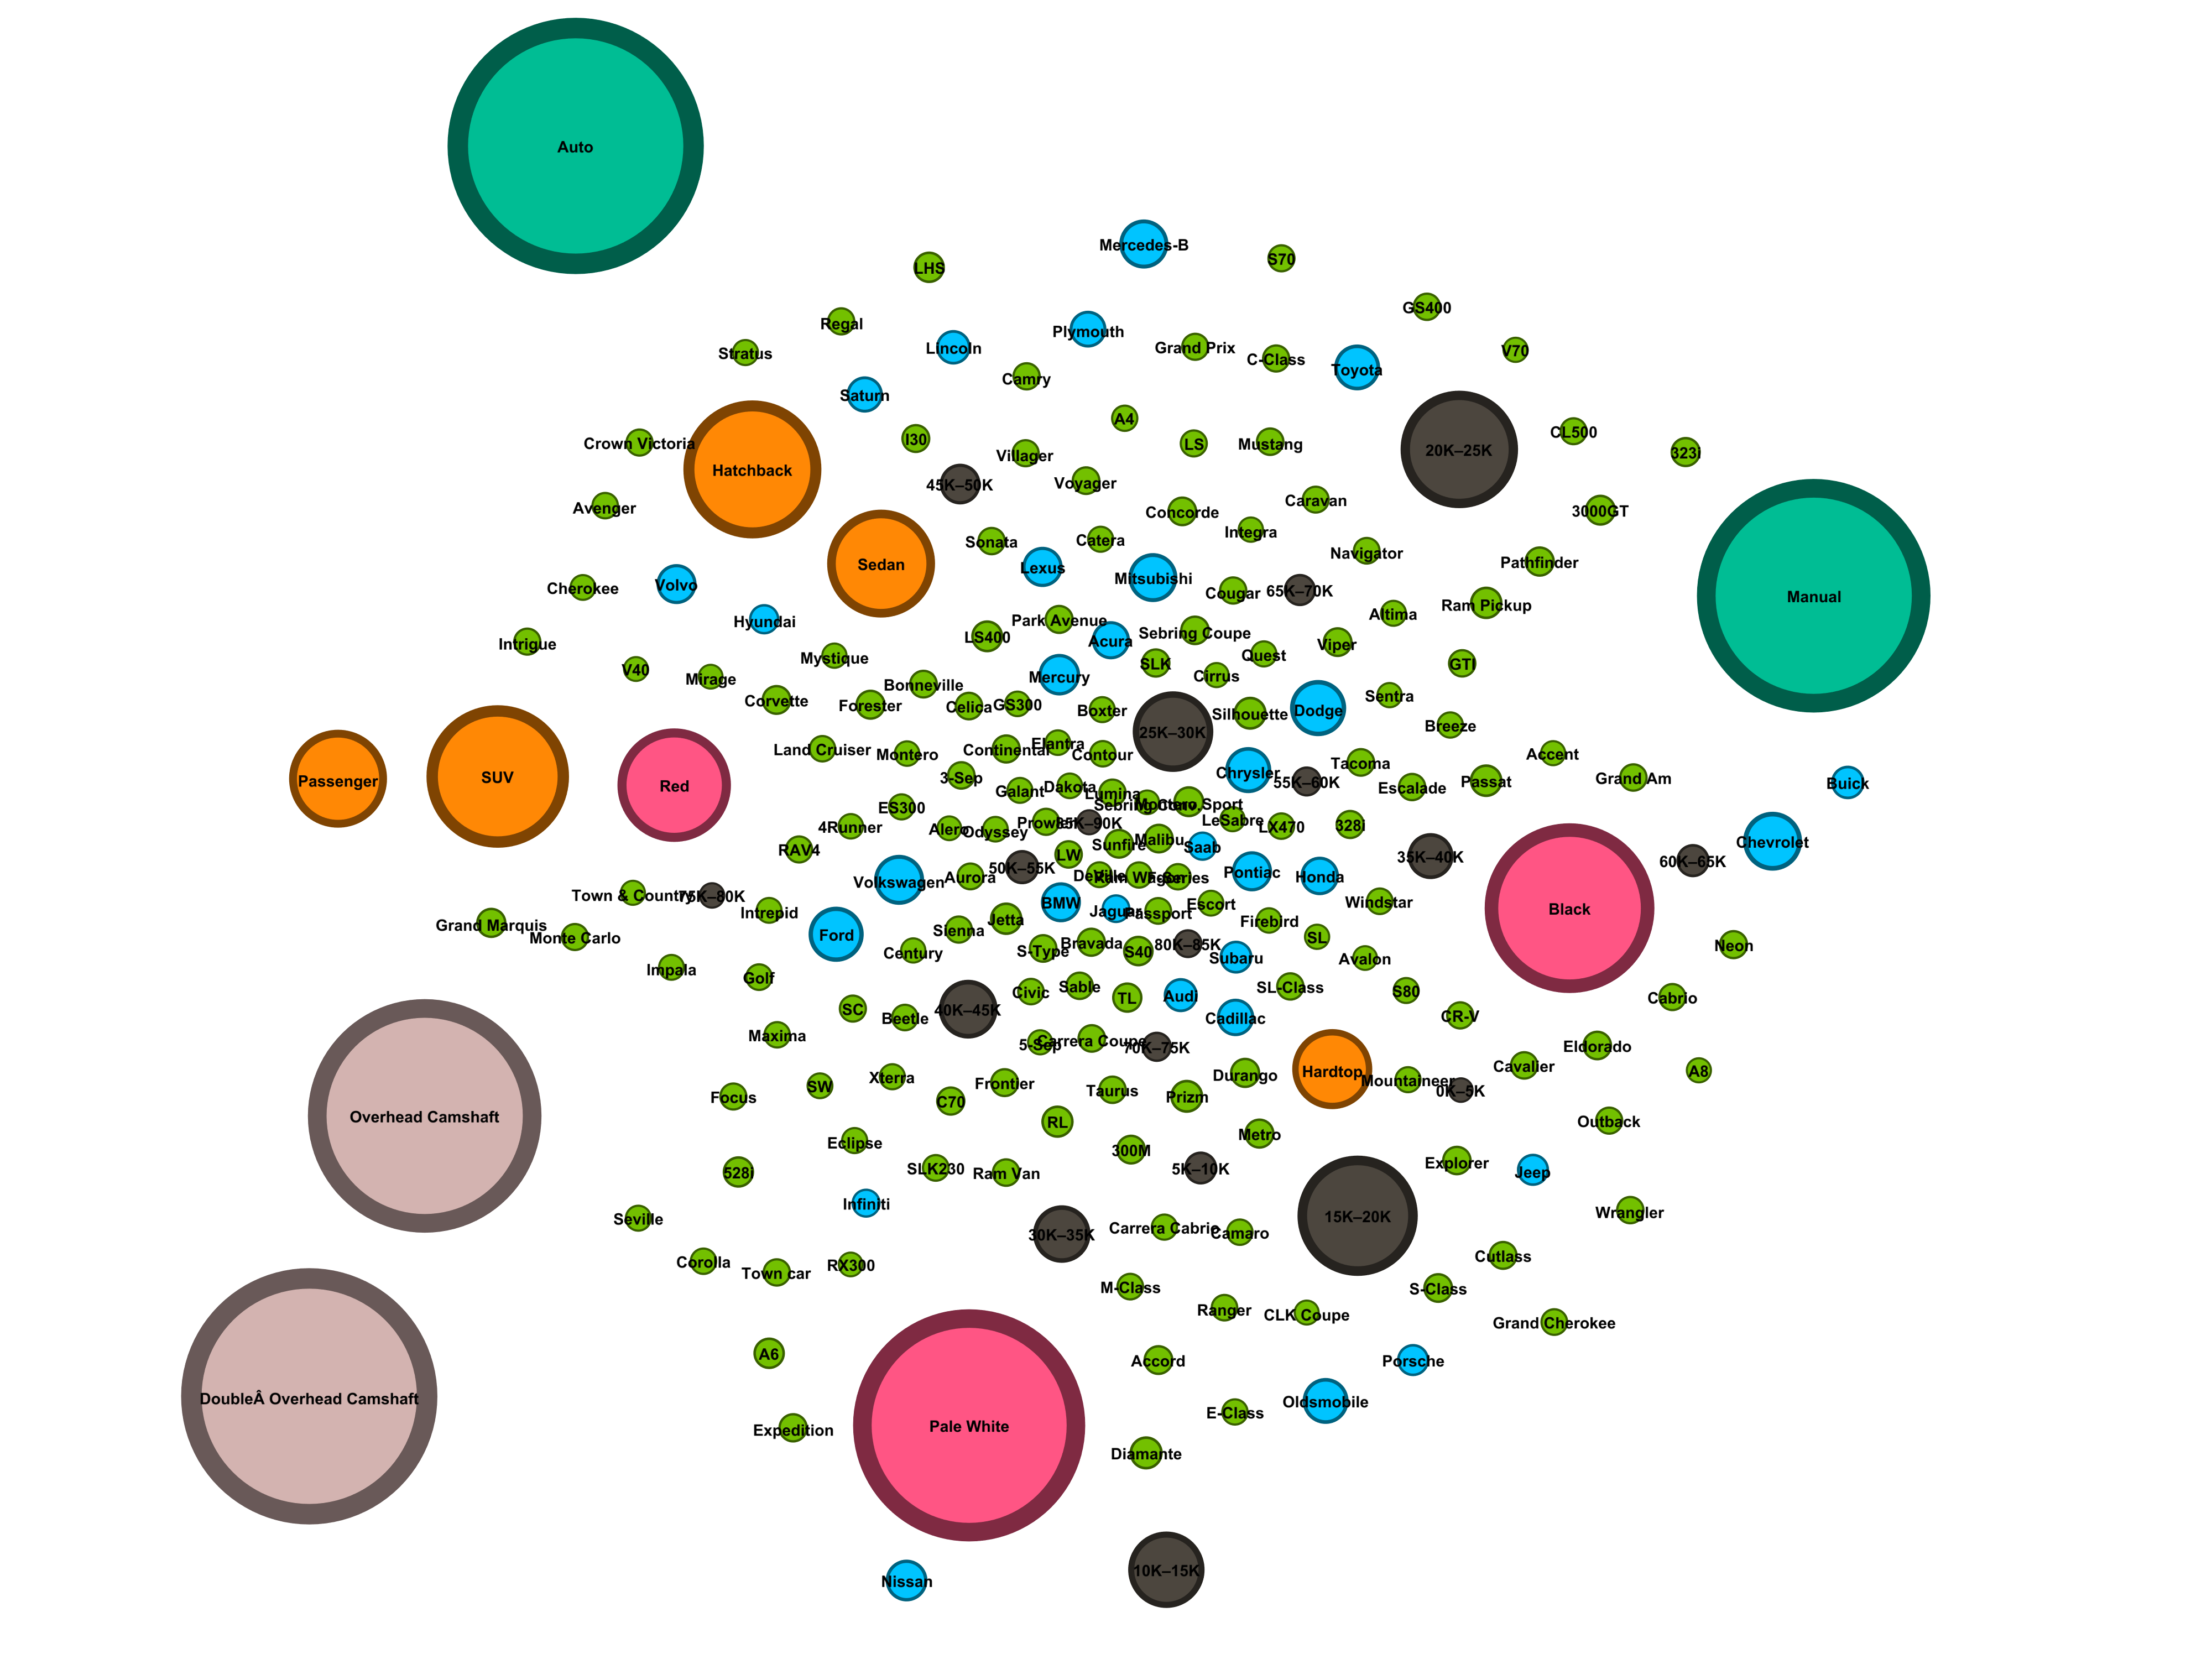 Auto
Mercedes-B
S70
LHS
GS400
Regal
Plymouth
Lincoln
Grand Prix
V70
Stratus
C-Class
Toyota
Camry
Saturn
A4
CL500
I30
Crown Victoria
LS
Mustang
20K–25K
323i
Villager
Hatchback
45K–50K
Voyager
Caravan
Avenger
Concorde
3000GT
Integra
Sonata
Catera
Navigator
Pathfinder
Sedan
Lexus
Mitsubishi
Cherokee
Volvo
Cougar
65K–70K
Manual
Ram Pickup
Altima
Hyundai
Park Avenue
Sebring Coupe
LS400
Acura
Intrigue
Viper
Quest
Mystique
SLK
GTI
V40
Mirage
Mercury
Cirrus
Bonneville
Sentra
Corvette
Forester
Celica
GS300
Boxter
Silhouette
Dodge
Breeze
25K–30K
Elantra
Land Cruiser
Montero
Continental
Contour
Accent
Tacoma
Chrysler
Passenger
SUV
Red
3-Sep
55K–60K
Escalade
Passat
Grand Am
Buick
Dakota
Galant
Lumina
Sebring Conv.
Montero Sport
ES300
4Runner
Alero
Odyssey
Prowler
85K–90K
LeSabre
LX470
328i
Malibu
Sunfire
Saab
Chevrolet
RAV4
LW
35K–40K
60K–65K
50K–55K
Pontiac
Honda
Volkswagen
Aurora
DeVille
Ram Wagon
F-Series
Town & Country
75K–80K
BMW
Jaguar
Passport
Escort
Windstar
Black
Intrepid
Grand Marquis
Monte Carlo
Ford
Sienna
Jetta
Firebird
SL
Century
S-Type
Bravada
S40
80K–85K
Neon
Subaru
Avalon
Impala
Golf
Civic
Sable
TL
Audi
SL-Class
S80
Cabrio
SC
Beetle
40K–45K
Cadillac
CR-V
Maxima
5-Sep
Carrera Coupe
70K–75K
Eldorado
Cavalier
Hardtop
A8
Xterra
Frontier
Durango
Mountaineer
0K–5K
SW
Focus
C70
Taurus
Prizm
Overhead Camshaft
RL
Outback
Metro
Eclipse
300M
Explorer
528i
SLK230
Ram Van
5K–10K
Jeep
Infiniti
Wrangler
Seville
15K–20K
30K–35K
Carrera Cabrio
Camaro
Cutlass
Corolla
Town car
RX300
M-Class
S-Class
Ranger
CLK Coupe
Grand Cherokee
A6
Accord
Porsche
DoubleÂ Overhead Camshaft
Oldsmobile
E-Class
Expedition
Pale White
Diamante
10K–15K
Nissan